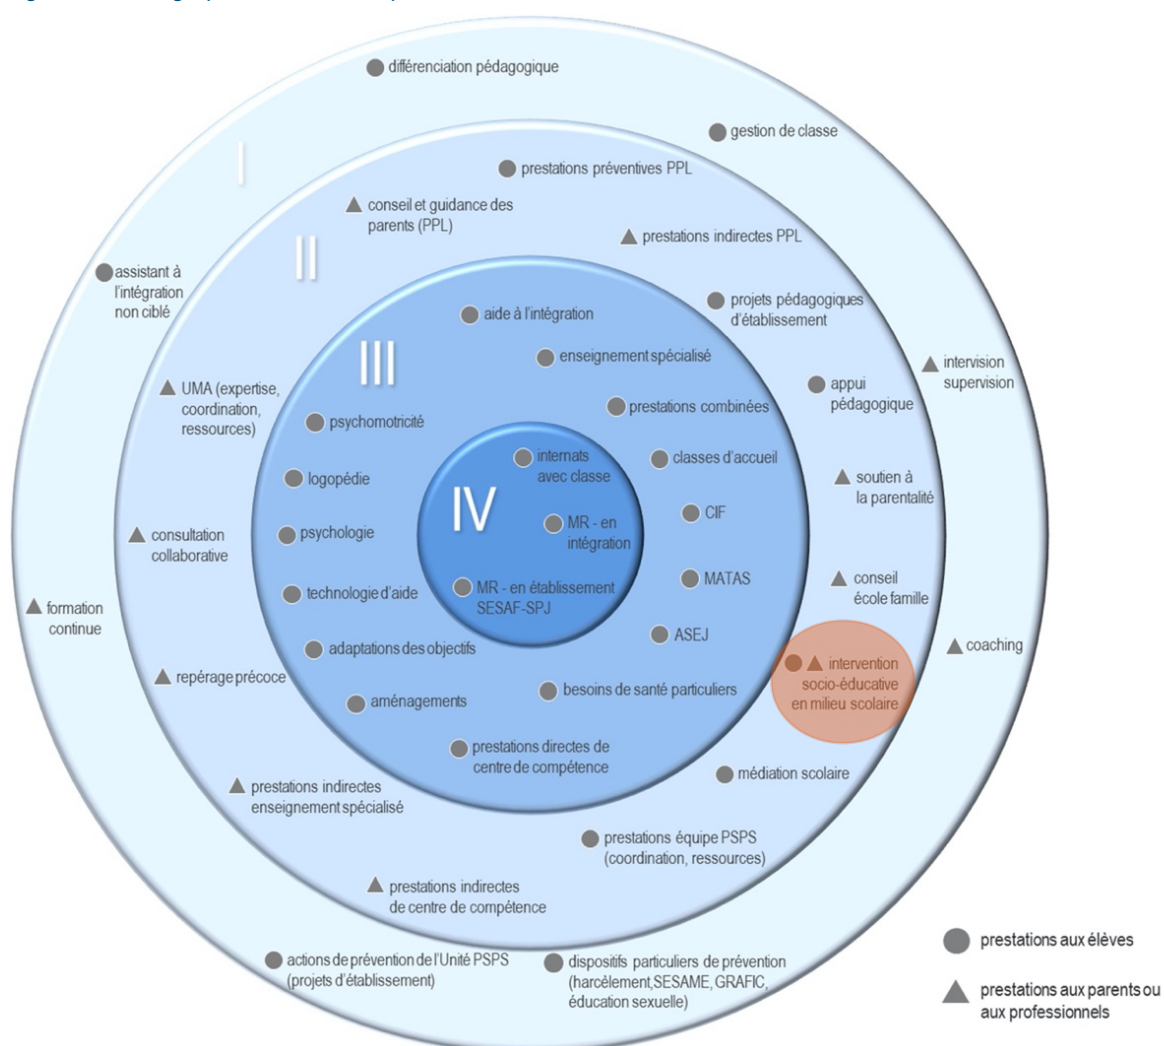 différenciation pédagogique
gestion de classe
I
prestations préventives PPL
conseil et guidance des
parents (PPL)
prestations indirectes PPL
II
assistant à
l'intégration
non ciblé
projets pédagogiques
d'établissement
aide à l'intégration
III
enseignement spécialisé
intervision
supervision
UMA (expertise,
coordination,
ressources)
appui
pédagogique
prestations combinées
psychomotricité
internats
avec classe
classes d'accueil
logopédie
soutien à
la parentalité
IV
CIF
MR - en
intégration
psychologie
consultation
collaborative
MATAS
conseil
école famille
MR - en établissement
SESAF-SPJ
technologie d'aide
formation
continue
ASEJ
coaching
adaptations des objectifs
intervention
socio-éducative
en milieu scolaire
repérage précoce
besoins de santé particuliers
aménagements
prestations directes de
centre de compétence
médiation scolaire
prestations indirectes
enseignement spécialisé
prestations équipe PSPS
(coordination, ressources)
prestations indirectes
de centre de compétence
actions de prévention de l'Unité PSPS
(projets d'établissement)
dispositifs particuliers de prévention
(harcèlement,SESAME, GRAFIC,
éducation sexuelle)
prestations aux élèves
prestations aux parents ou
aux professionnels